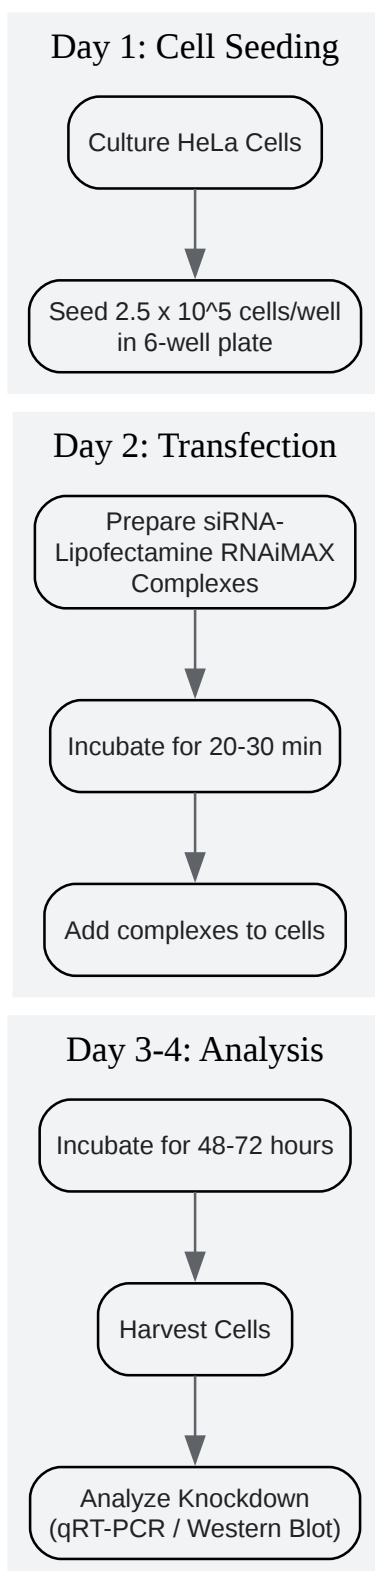 Day 1: Cell Seeding
Culture HeLa Cells
Seed 2.5 x 10^5 cells/well
in 6-well plate
Day 2: Transfection
Prepare siRNA-
Lipofectamine RNAiMAX
Complexes
Incubate for 20-30 min
Add complexes to cells
Day 3-4: Analysis
Incubate for 48-72 hours
Harvest Cells
Analyze Knockdown
(qRT-PCR / Western Blot)